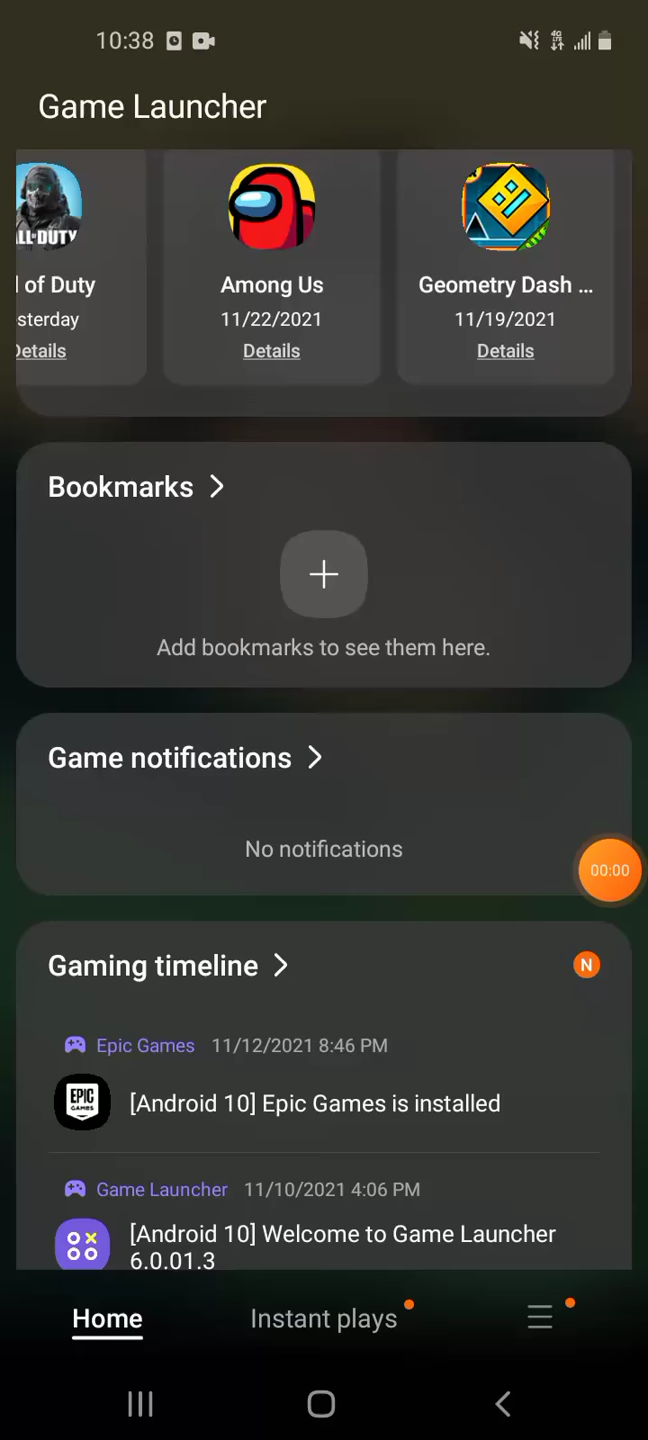 10:38
Game Launcher
ALL·DUTY
l of Duty
Among Us
Geometry Dash ...
sterday
11/22/2021
11/19/2021
Details
Details
Details
Bookmarks
Add bookmarks to see them here.
Game notifications
No notifications
00:00
Gaming timeline
N
Epic Games 11/12/2021 8:46 PM
EPIC
GAMES
[Android 10] Epic Games is installed
Game Launcher 11/10/2021 4:06 PM
[Android 10] Welcome to Game Launcher
6.0.01.3
Home
Instant plays